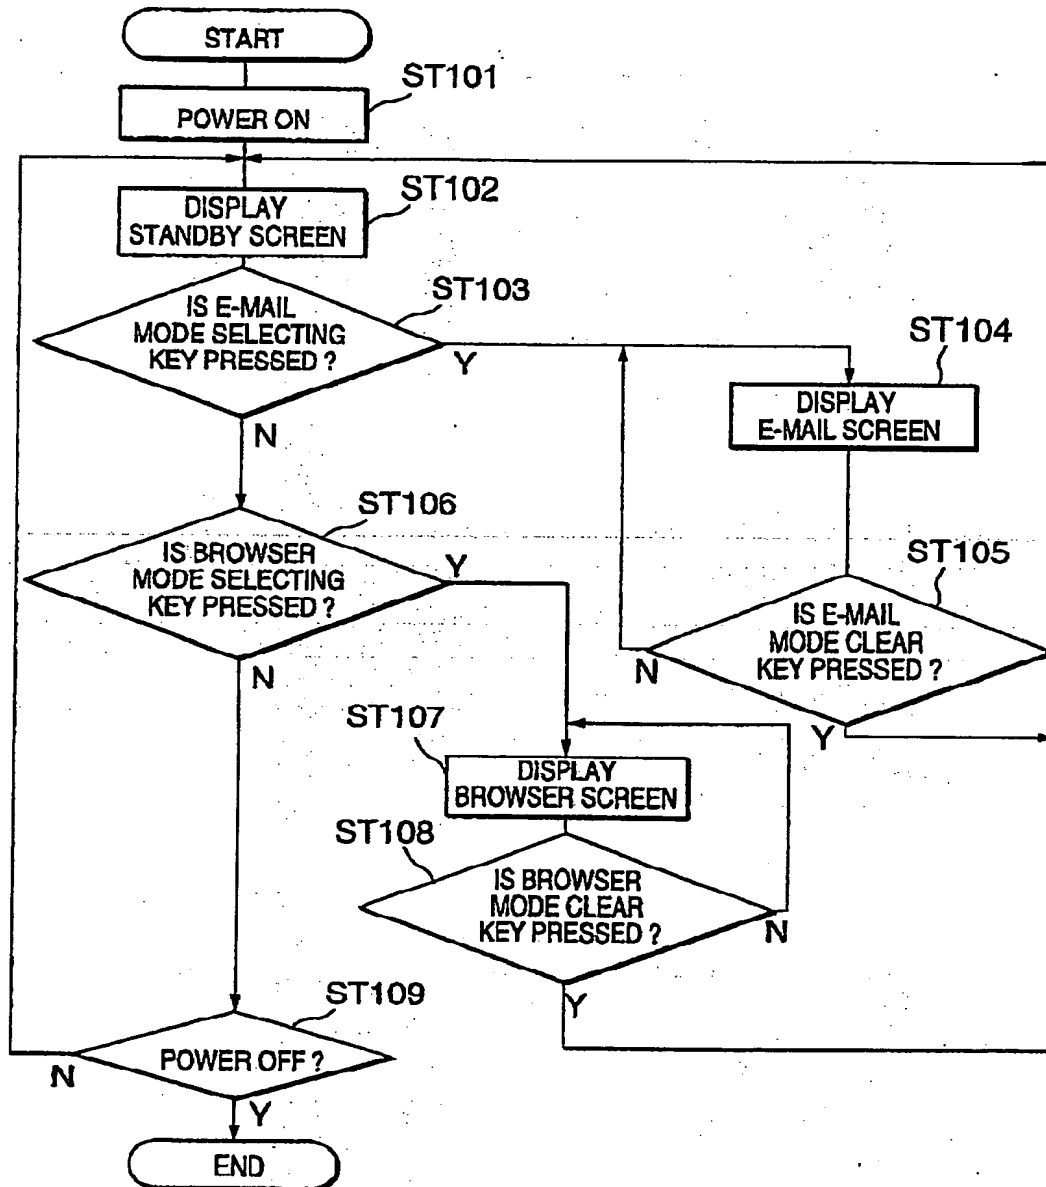 START
ST101
POWER ON
ST102
DISPLAY
STANDBY SCREEN
ST103
IS E-MAIL
MODE SELECTING
KEY PRESSED ?
Y
N
ST104
DISPLAY
E-MAIL SCREEN
ST105
IS E-MAIL
MODE CLEAR
KEY PRESSED ?
N
Y
ST106
IS BROWSER
MODE SELECTING
KEY PRESSED ?
Y
N
ST107
DISPLAY
BROWSER SCREEN
ST108
IS BROWSER
MODE CLEAR
KEY PRESSED ?
N
Y
ST109
POWER OFF ?
N
Y
END